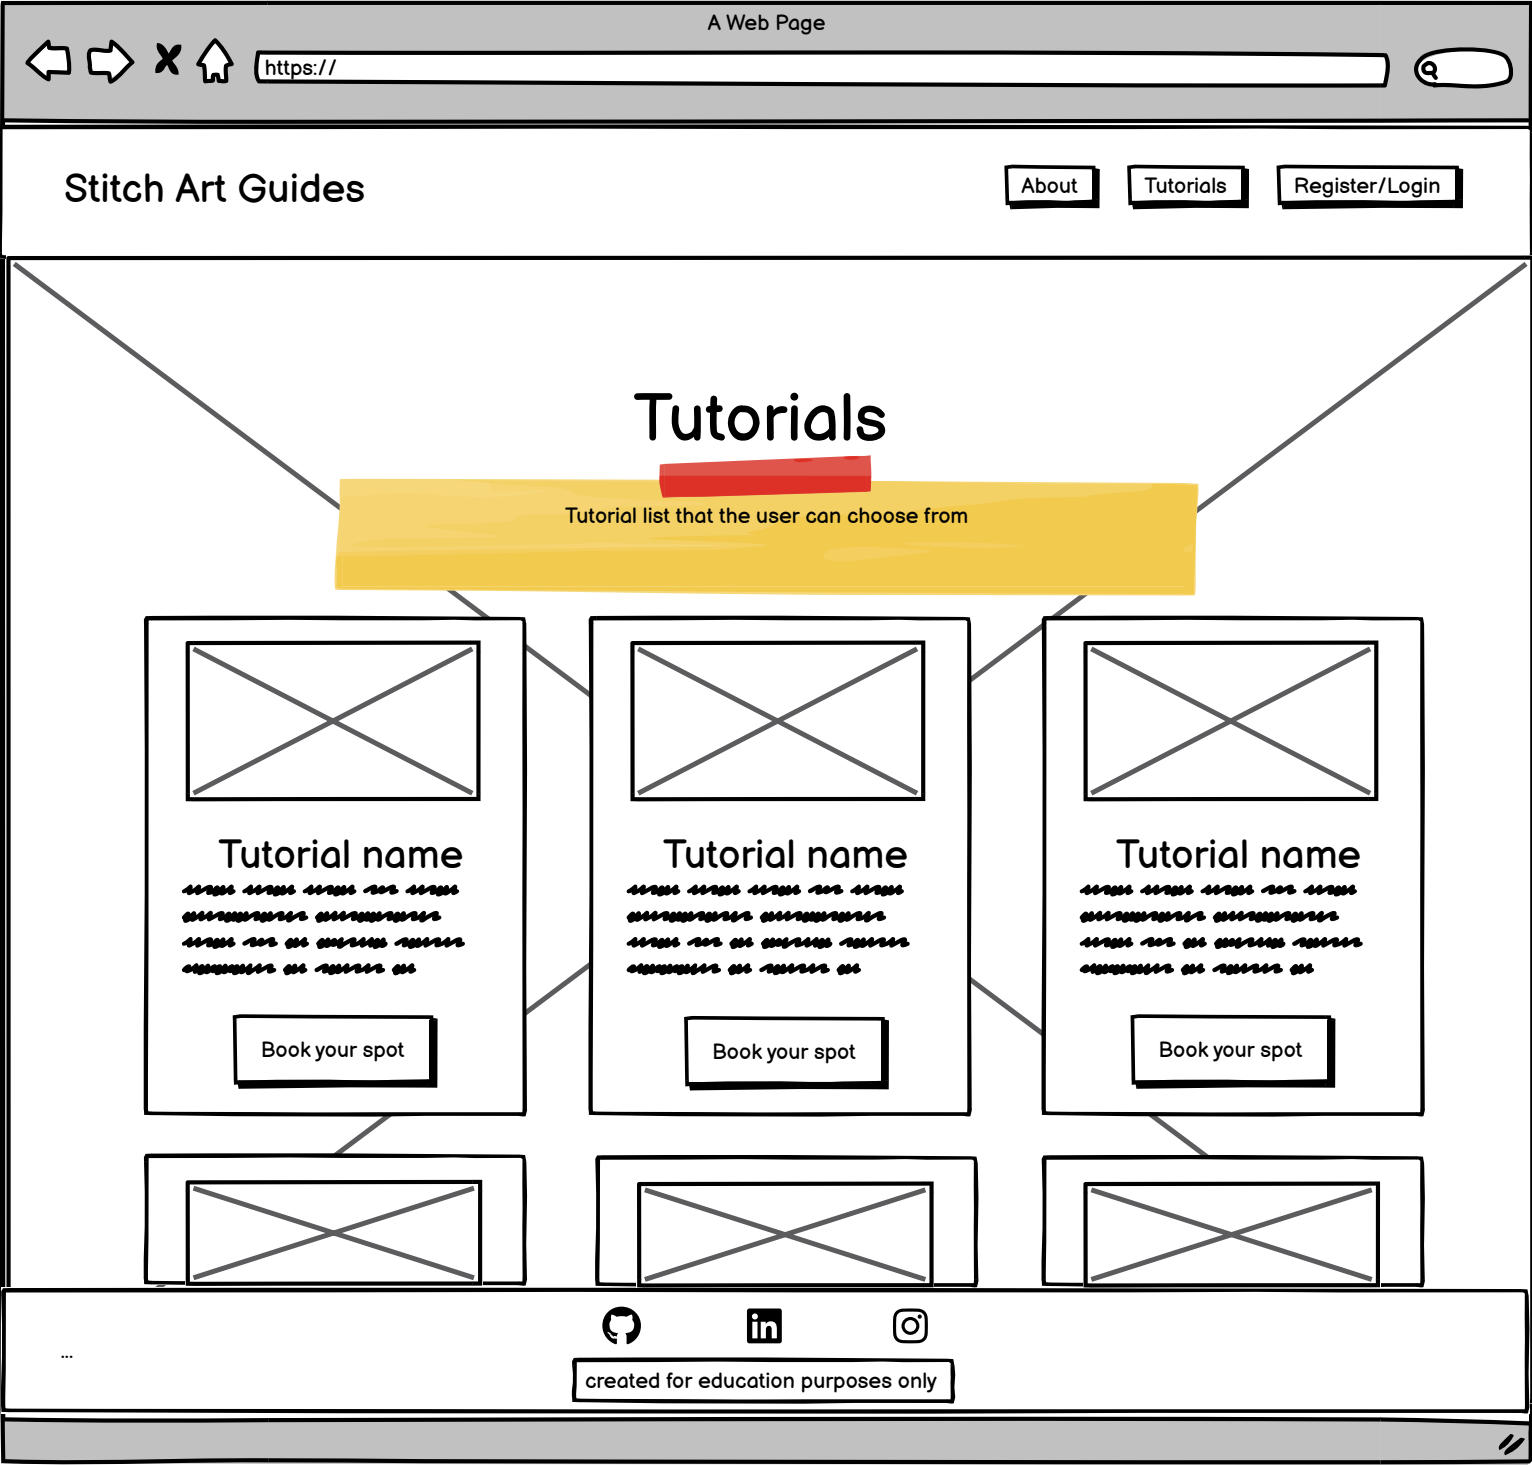 A Web Page
https://
Stitch Art Guides
About
Tutorials
Register/Login
Tutorials
Tutorial list that the user can choose from
Tutorial name
Tutorial name
Tutorial name
Book your spot
Book your spot
Book your spot
in
...
created for education purposes only